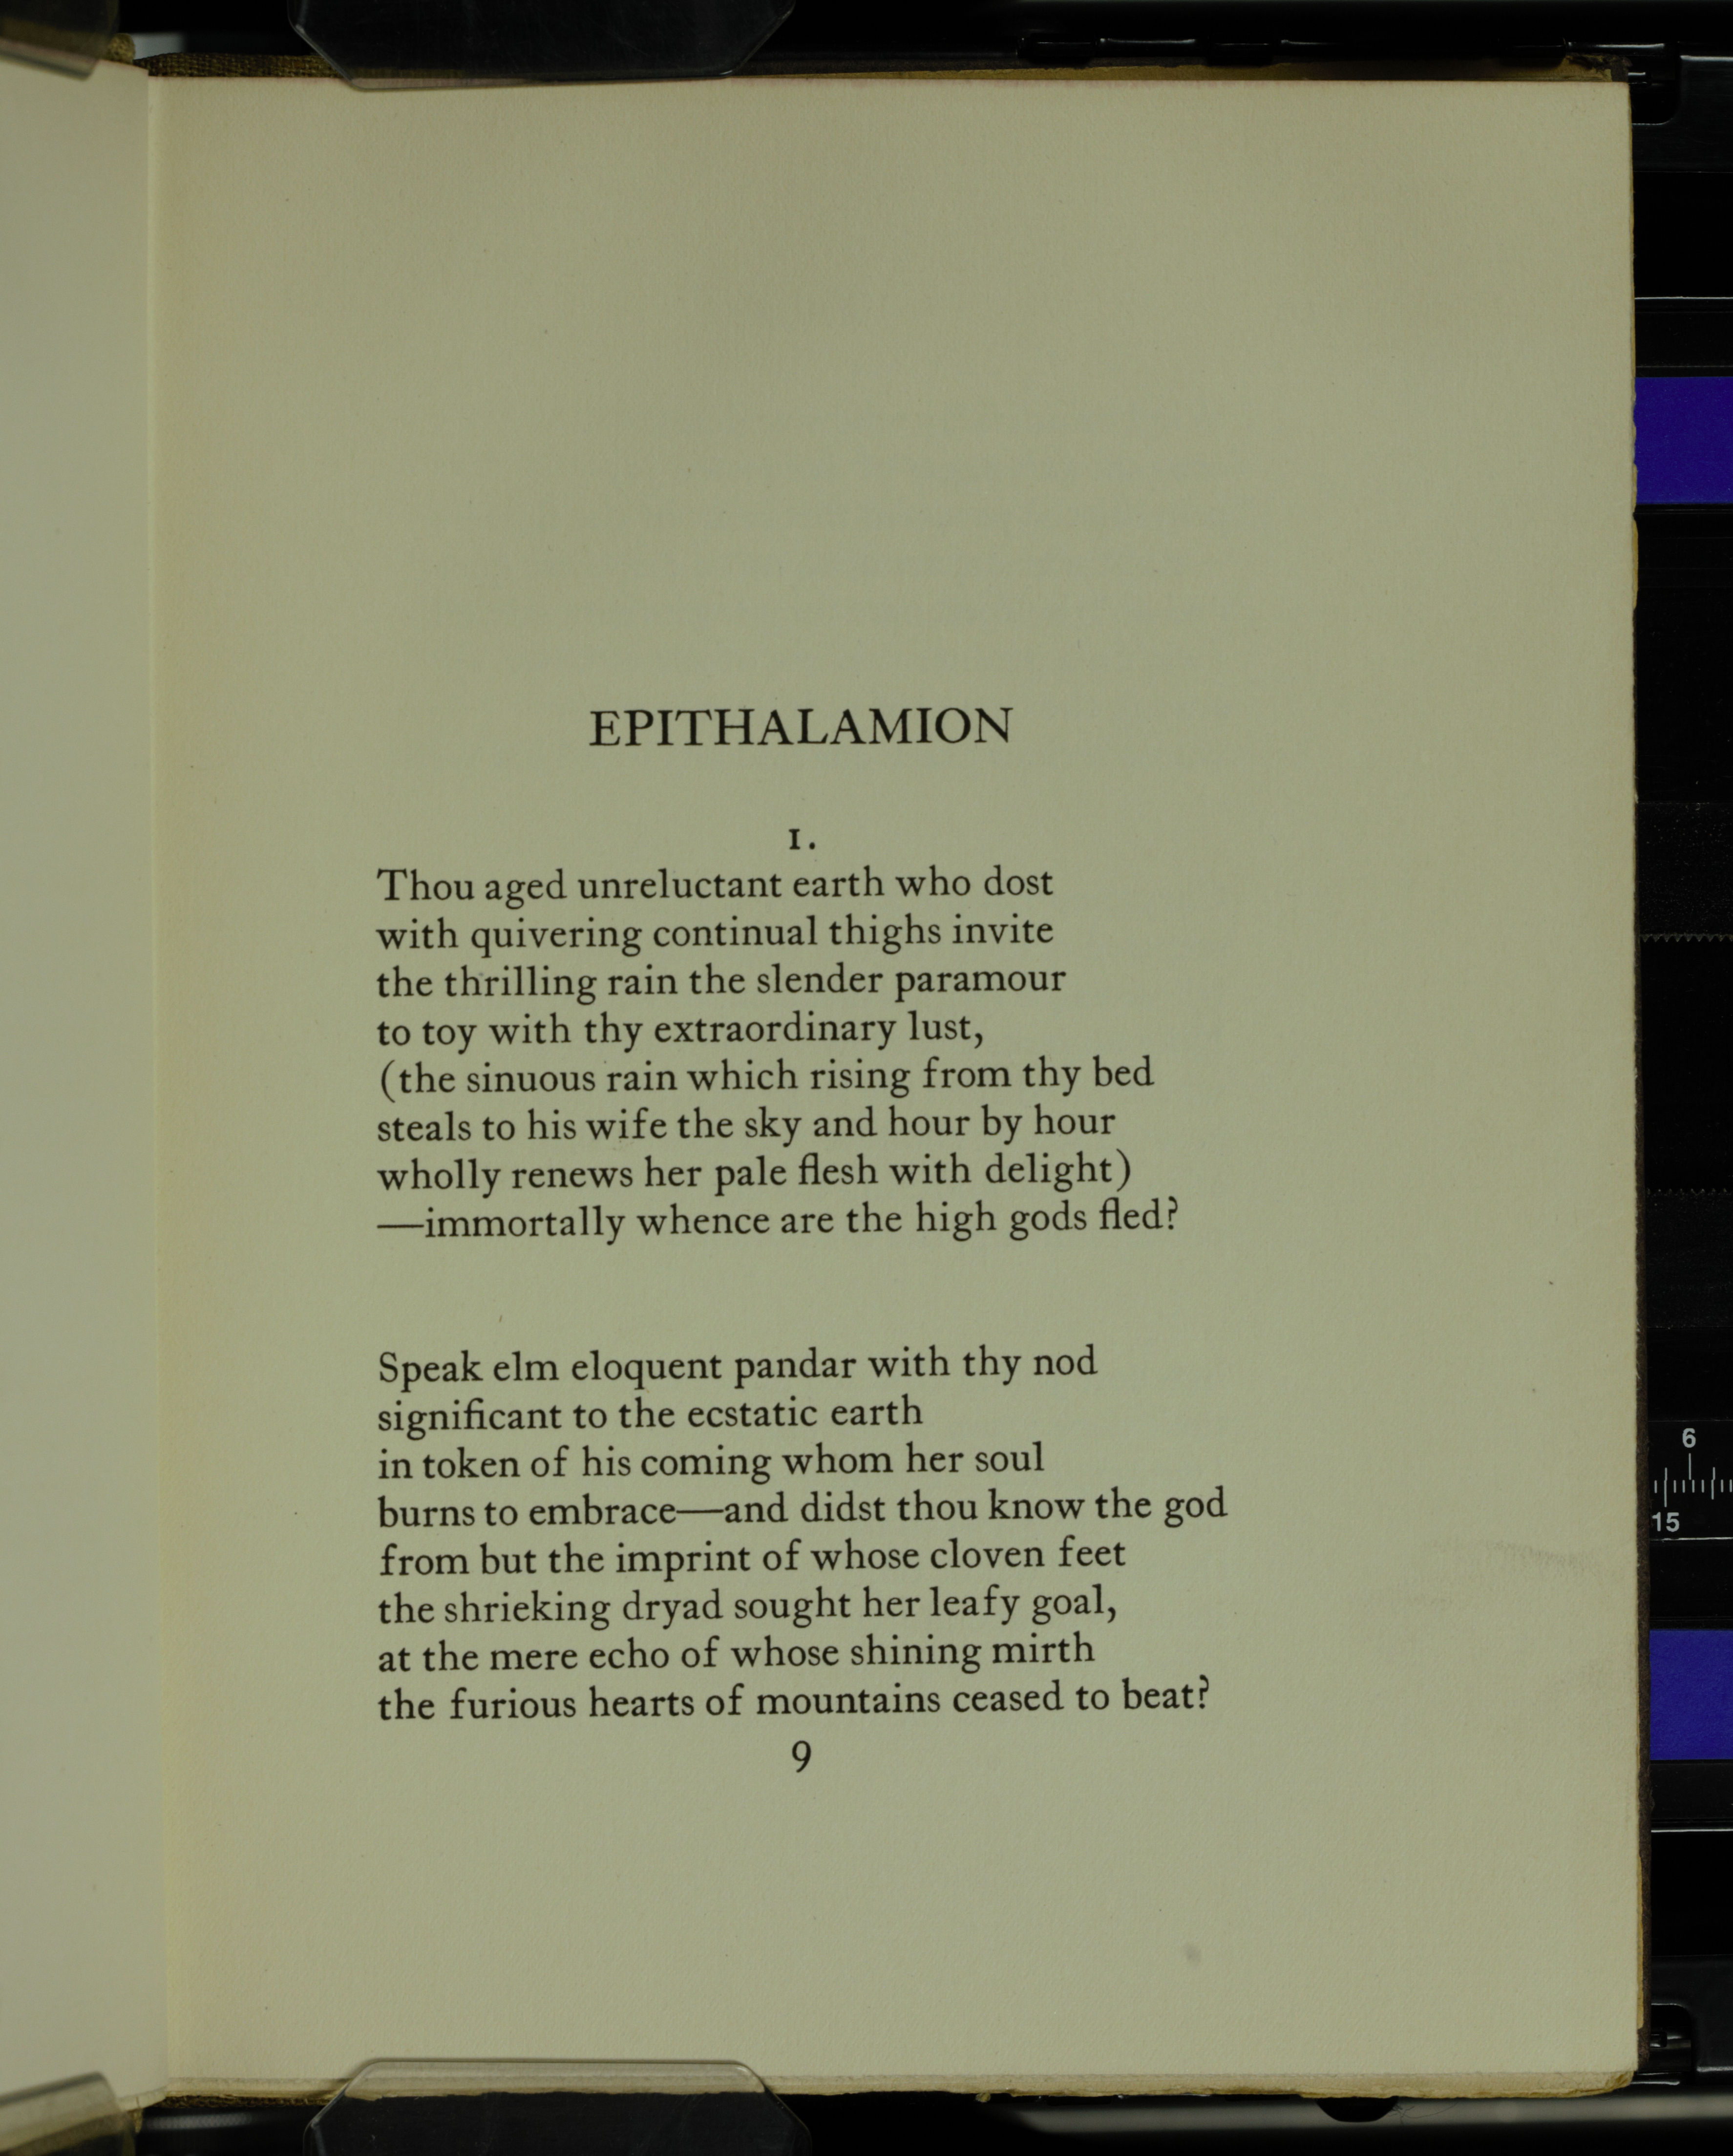 EPITHALAMION
I.
Thou aged unreluctant earth who dost
with quivering continual thighs invite
the thrilling rain the slender paramour
to toy with thy extraordinary lust,
(the sinuous rain which rising from thy bed
steals to his wife the sky and hour by hour
wholly renews her pale flesh with delight)
—immortally whence are the high gods fled?
Speak elm eloquent pandar with thy nod
significant to the ecstatic earth
in token of his coming whom her soul
burns to embrace—and didst thou know the god
from but the imprint of whose cloven feet
the shrieking dryad sought her leafy goal,
at the mere echo of whose shining mirth
the furious hearts of mountains ceased to beat?
9
6
15